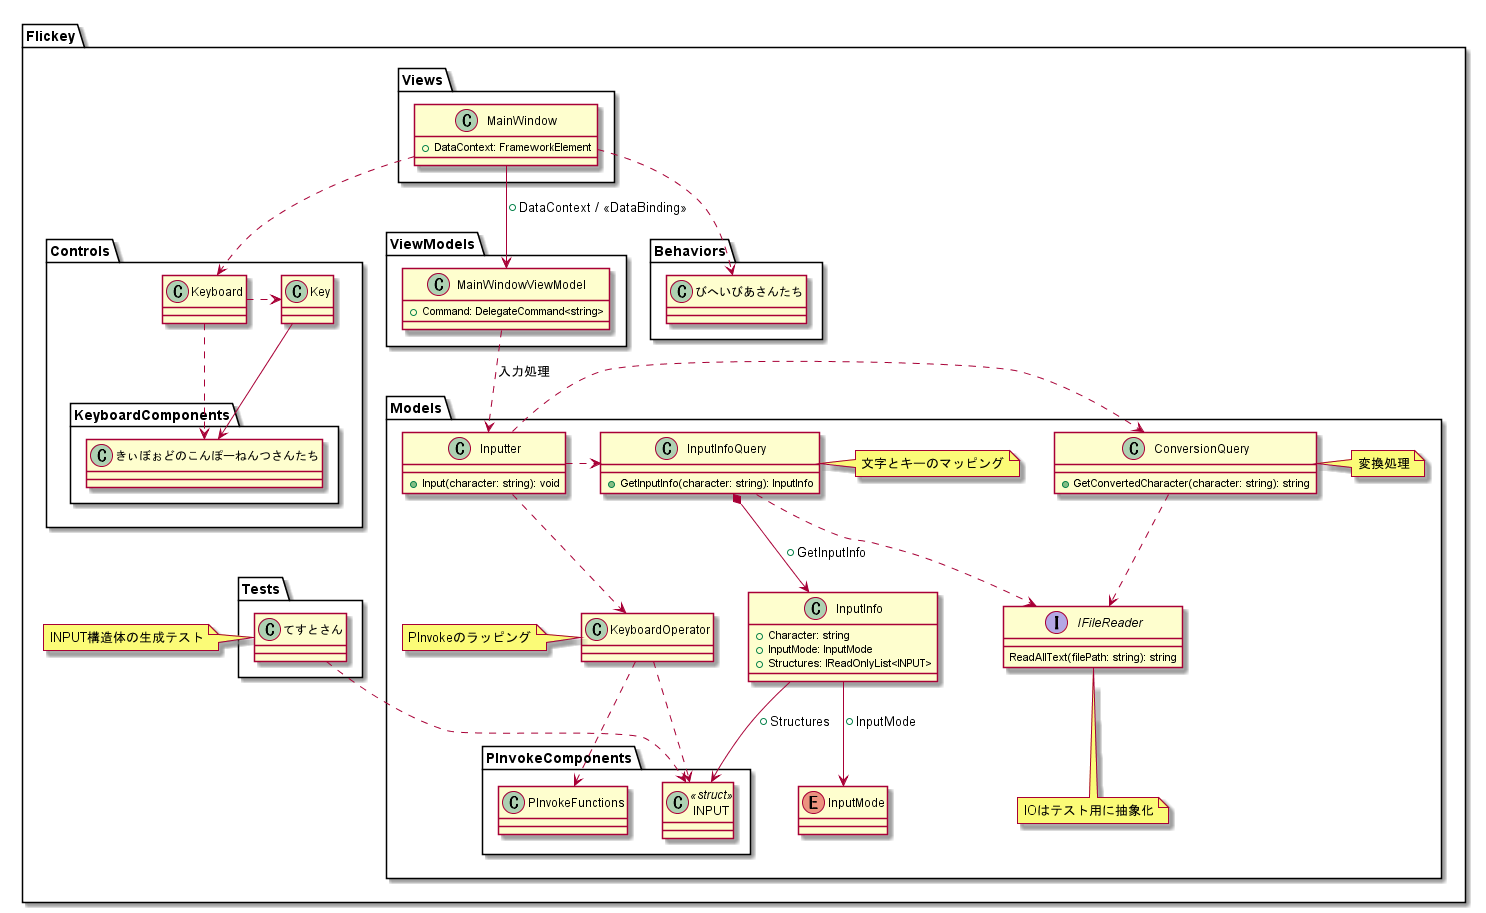 Flickey
Views
C MainWindow
DataContext: FrameworkElement
DataContext / «DataBinding»
Controls
C Keyboard
C Key
ViewModels
C MainWindowViewModel
Command: DelegateCommand<string>
Behaviors
C びへいびあさんたち
入力処理
KeyboardComponents
C きぃぼぉどのこんぽーねんつさんたち
Models
C Inputter
Input(character: string): void
C InputInfoQuery
GetInputInfo(character: string): InputInfo
文字とキーのマッピング
C ConversionQuery
GetConvertedCharacter(character: string): string
変換処理
GetInputInfo
Tests
C てすとさん
INPUT構造体の生成テスト
PInvokeのラッピング
C KeyboardOperator
C InputInfo
Character: string
InputMode: InputMode
Structures: IReadOnlyList<INPUT>
I IFileReader
ReadAllText(filePath: string): string
Structures
InputMode
PInvokeComponents
C PInvokeFunctions
C «struct»
INPUT
E InputMode
IOはテスト用に抽象化